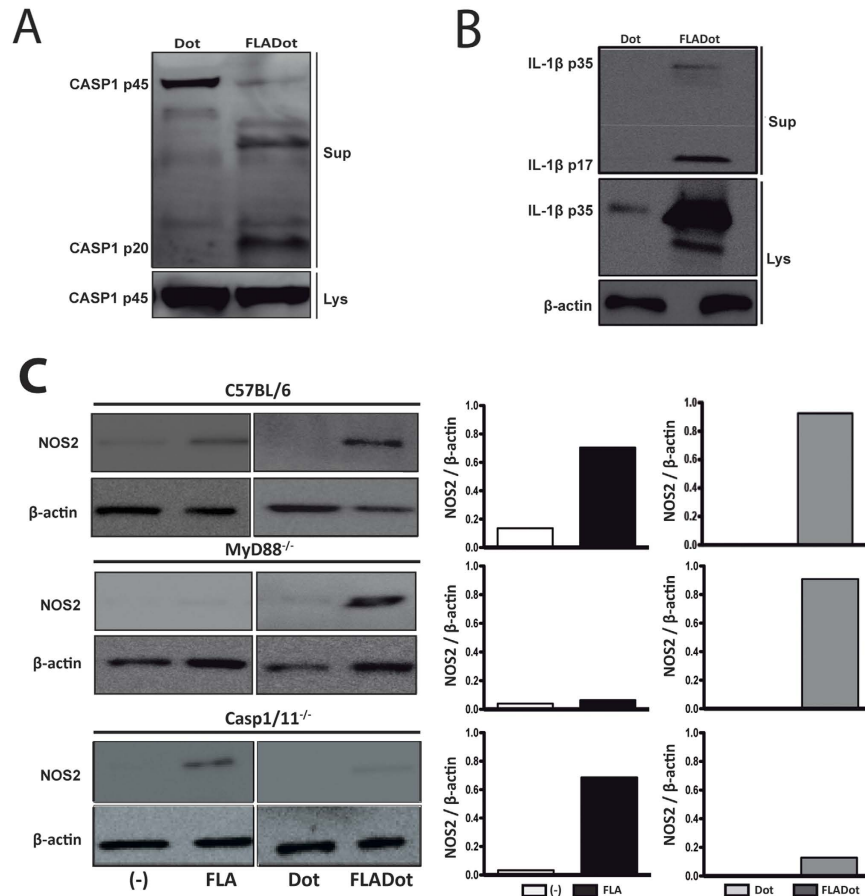 A
Dot FLADot
CASP1 p45
Sup
CASP1 p20
CASP1 p45
Lys
B
Dot FLADot
IL-1β p35
Sup
IL-1β p17
IL-1β p35
Lys
β-actin
C
C57BL/6
NOS2
β-actin
MyD88-/-
NOS2
β-actin
Casp1/11-/-
NOS2
β-actin
(-) FLA Dot FLADot
NOS2 / β-actin
1.0
0.8
0.6
0.4
0.2
0.0
NOS2 / β-actin
1.0
0.8
0.6
0.4
0.2
0.0
NOS2 / β-actin
1.0
0.8
0.6
0.4
0.2
0.0
NOS2 / β-actin
1.0
0.8
0.6
0.4
0.2
0.0
NOS2 / β-actin
1.0
0.8
0.6
0.4
0.2
0.0
NOS2 / β-actin
1.0
0.8
0.6
0.4
0.2
0.0
(-) FLA
Dot FLADot